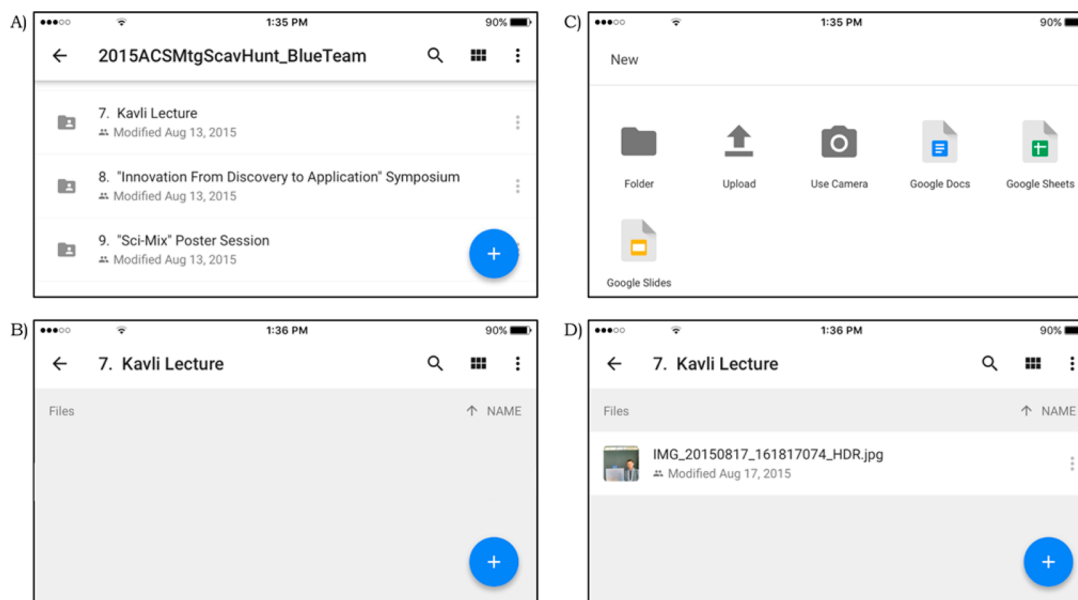 A)
1:35 PM
90%
2015ACSMtgScavHunt_BlueTeam
7. Kavli Lecture
Modified Aug 13, 2015
8. "Innovation From Discovery to Application" Symposium
Modified Aug 13, 2015
9. "Sci-Mix" Poster Session
Modified Aug 13, 2015
C)
1:35 PM
90%
New
Folder
Upload
Use Camera
Google Docs
Google Sheets
Google Slides
B)
1:36 PM
90%
7. Kavli Lecture
Files
NAME
D)
1:36 PM
90%
7. Kavli Lecture
Files
NAME
IMG_20150817_161817074_HDR.jpg
Modified Aug 17, 2015